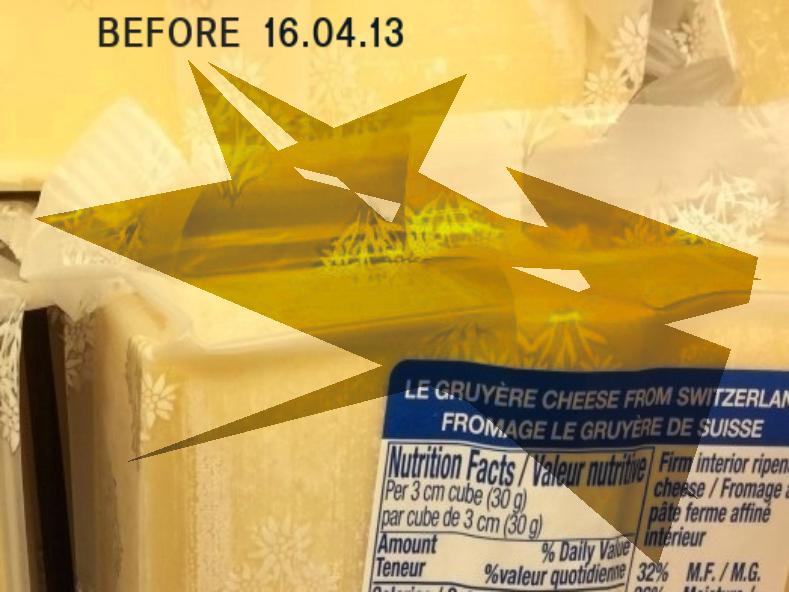 BEFORE 16.04.13
LE GRUYÈRE CHEESE FROM SWITZERLAN
FROMAGE LE GRUYÈRE DE SUISSE
Nutrition Facts / Valeur nutritive
Per 3 cm cube (30 g)
par cube de 3 cm (30 g)
Amount % Daily Value
Teneur %valeur quotidienne
Firm interior ripen
cheese / Fromage à
pâte ferme affiné
intérieur
32% M.F. / M.G.